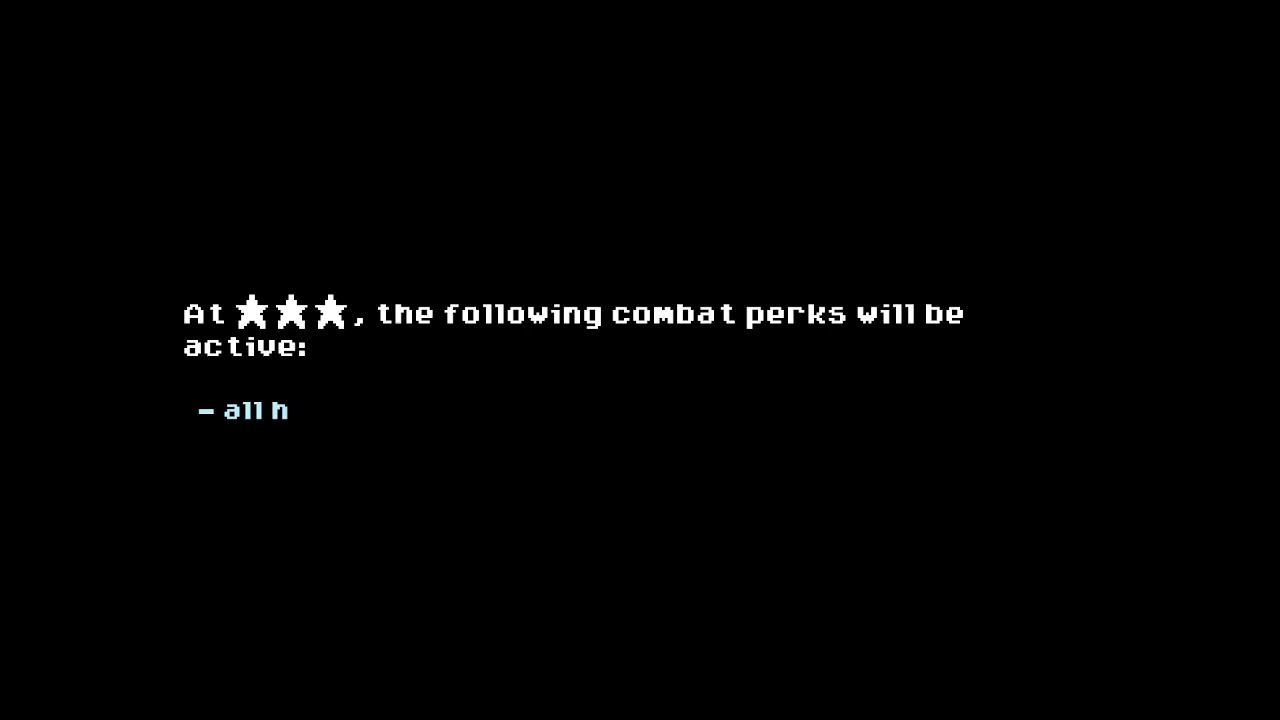 At ★★★, the following combat perks will be
active:
- all h